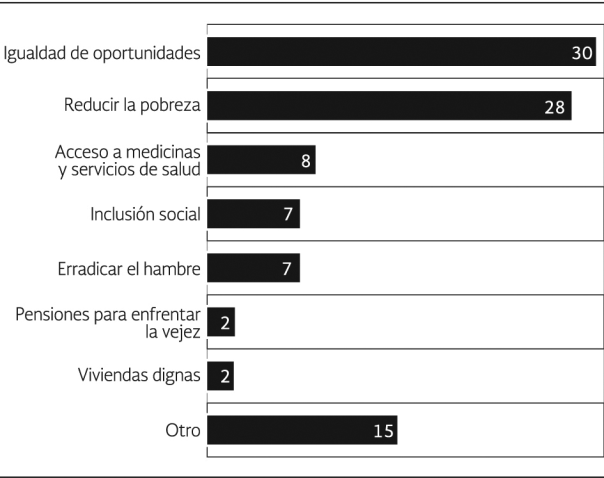 Igualdad de oportunidades 30
Reducir la pobreza 28
Acceso a medicinas
y servicios de salud 8
Inclusión social 7
Erradicar el hambre 7
Pensiones para enfrentar
la vejez 2
Viviendas dignas 2
Otro 15